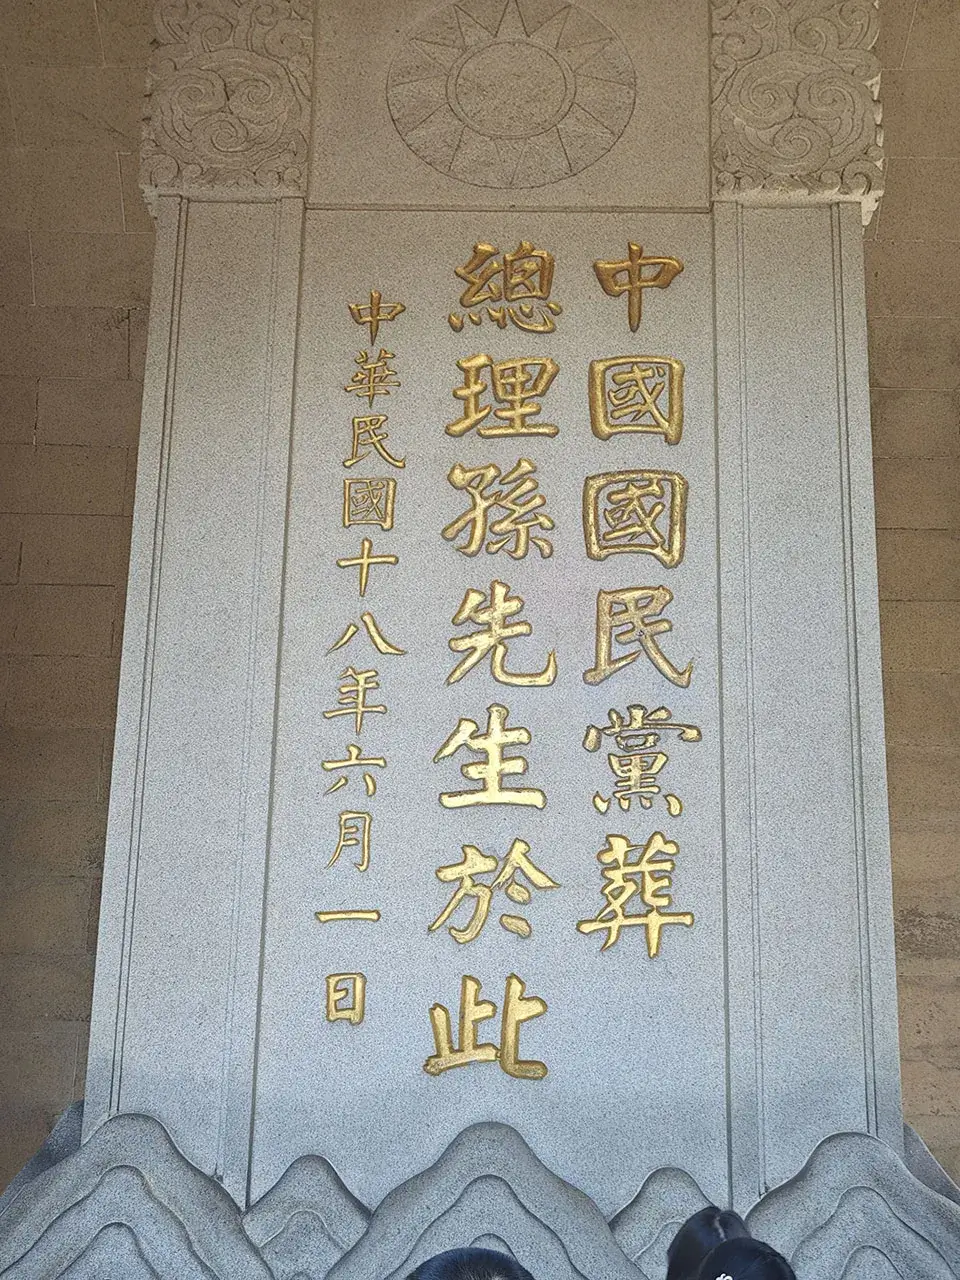 中國國民黨葬
總理孫先生於此
中華民國十八年六月一日